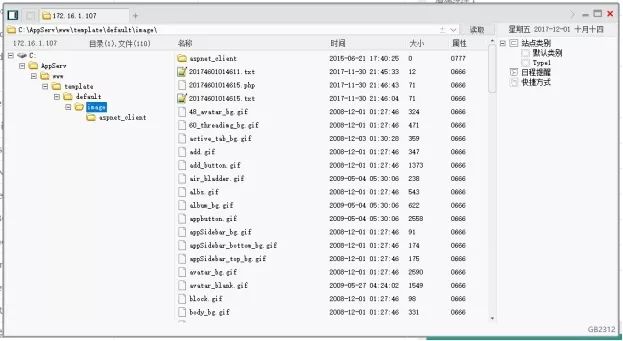 172.16.1.107
C:\AppServ\www\template\default\image\
读取
星期五 2017-12-01 十月十四
172.16.1.107 目录(1),文件(110) 名称 时间 大小 属性
C:
AppServ
www
template
default
image
aspnet_client
aspnet_client 2015-06-21 17:40:25 0 0777
20174601014611.txt 2017-11-30 21:45:33 12 0666
20174601014615.php 2017-11-30 21:46:43 71 0666
20174601014615.txt 2017-11-30 21:46:04 71 0666
48_avatar_bg.gif 2008-12-01 01:27:46 324 0666
60_threading_bg.gif 2008-12-01 01:27:46 471 0666
active_tab_bg.gif 2008-12-03 01:30:28 359 0666
add.gif 2008-12-01 01:27:46 347 0666
add_button.gif 2008-12-01 01:27:46 1373 0666
air_bladder.gif 2009-05-04 05:30:06 238 0666
albs.gif 2008-12-01 01:27:46 543 0666
album_bg.gif 2009-05-04 05:30:06 622 0666
appbutton.gif 2009-05-04 05:30:06 2558 0666
appSidebar_bg.gif 2008-12-01 01:27:46 91 0666
appSidebar_bottom_bg.gif 2008-12-01 01:27:46 174 0666
appSidebar_top_bg.gif 2008-12-01 01:27:46 175 0666
avatar_bg.gif 2008-12-01 01:27:46 2590 0666
avatar_blank.gif 2009-05-27 04:24:02 1549 0666
block.gif 2008-12-01 01:27:46 98 0666
body_bg.gif 2008-12-01 01:27:46 331 0666
站点类别
默认类别
Type1
日程提醒
快捷方式
GB2312